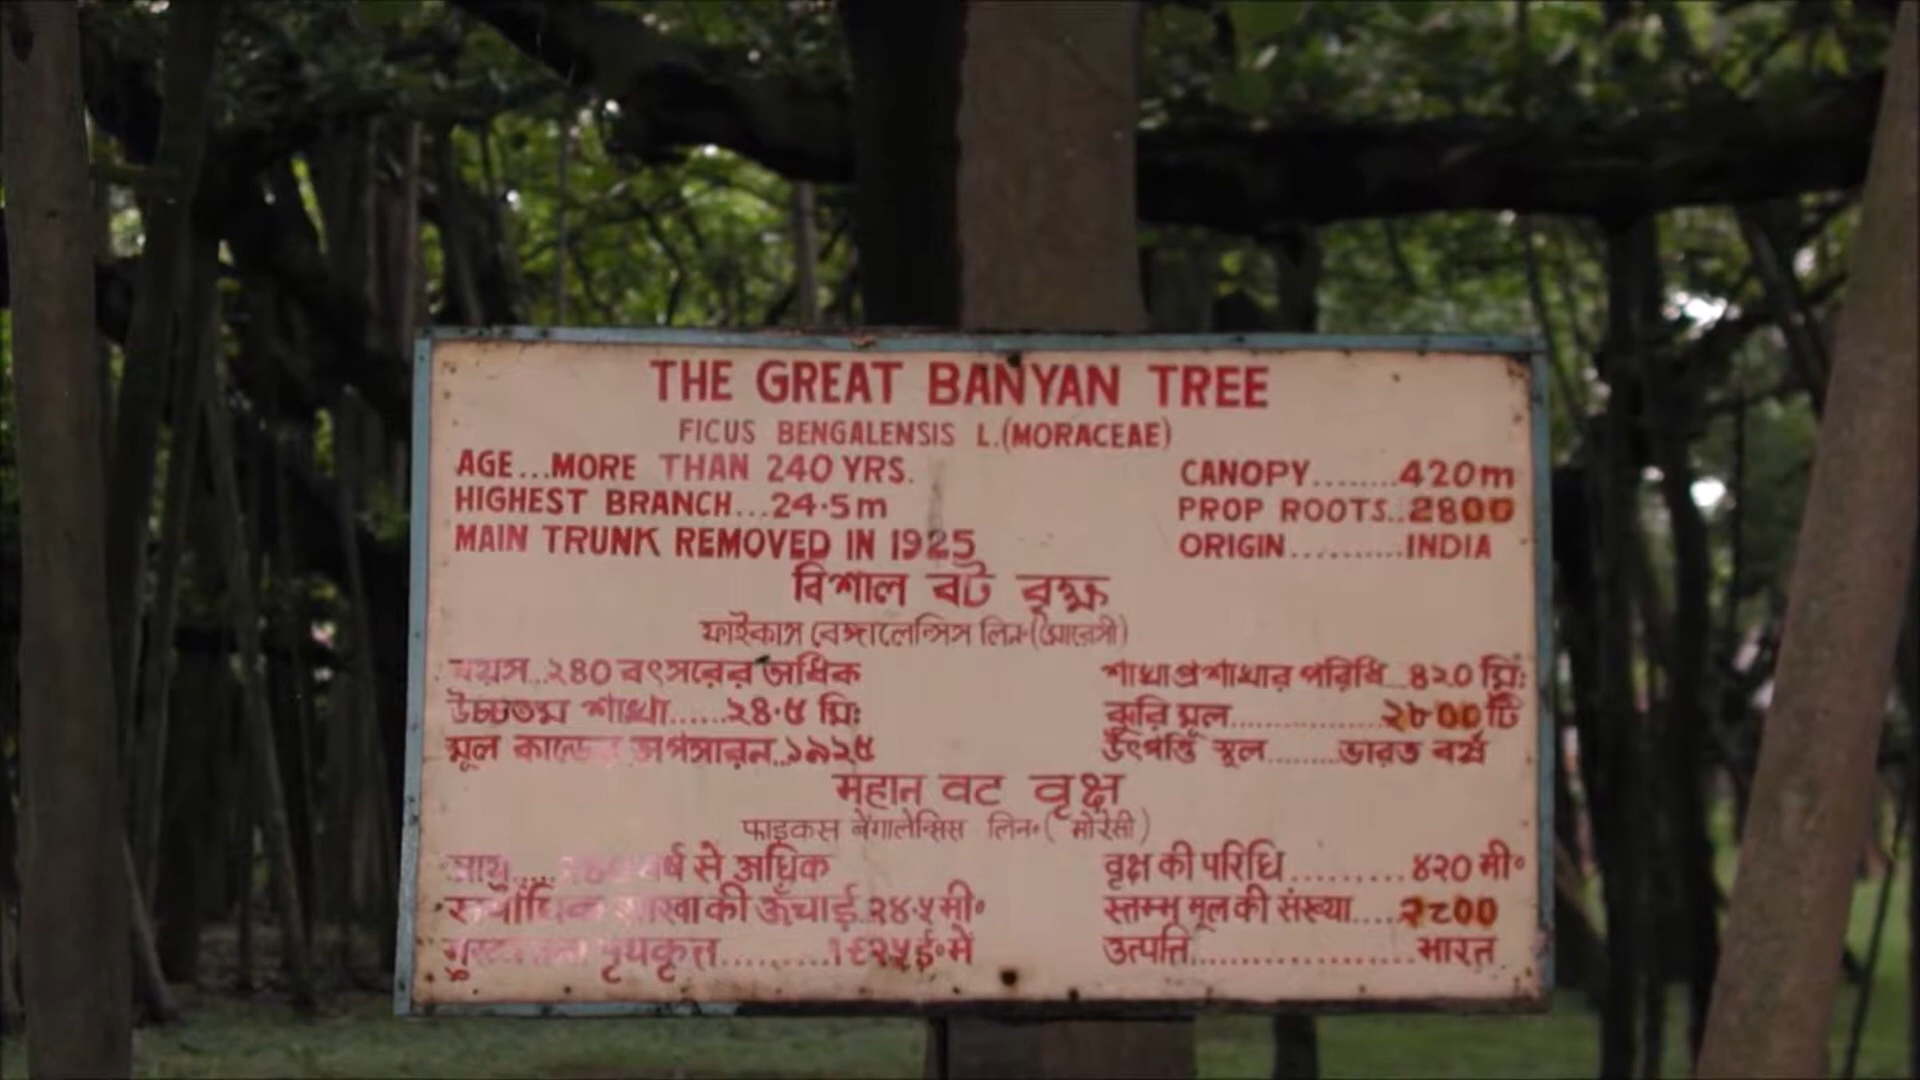 THE GREAT BANYAN TREE
FICUS BENGALENSIS L.(MORACEAE)
AGE...MORE THAN 240 YRS. CANOPY........420m
HIGHEST BRANCH...24·5m PROP ROOTS..2800
MAIN TRUNK REMOVED IN 1925 ORIGIN..........INDIA
বিশাল বট বৃক্ষ
ফাইকাস বেঙ্গালেন্সিস লিন·
বয়স..২৪০ বৎসরের অধিক শাখাপ্রশাখার পরিধি..৪২০ মি:
উচ্চতম শাখা......২৪·৫ মি: ঝুরি মূল..............২৮০০টি
মূল কান্ডের অপসারন..১৯২৫ উৎপত্তি স্থল........ভারত বর্ষ
महान वट वृक्ष
फाइकस बेंगालेन्सिस लिन॰( मोरेसी)
आयु.... वर्ष से अधिक वृक्ष की परिधि.........४२० मी॰
शाखा की ऊँचाई..२४·५मी॰ स्तम्भ मूल की संख्या....२८००
पृथकृत्त.........१९२५ई॰में उत्पत्ति...................भारत